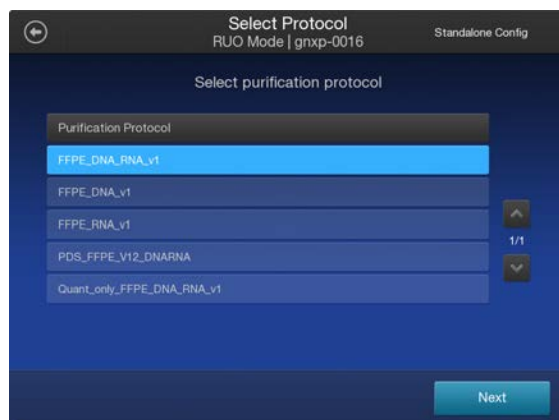 Select Protocol
RUO Mode | gnxp-0016
Standalone Config
Select purification protocol
Purification Protocol
FFPE_DNA_RNA_v1
FFPE_DNA_v1
FFPE_RNA_v1
PDS_FFPE_V12_DNARNA
Quant_only_FFPE_DNA_RNA_v1
1/1
Next